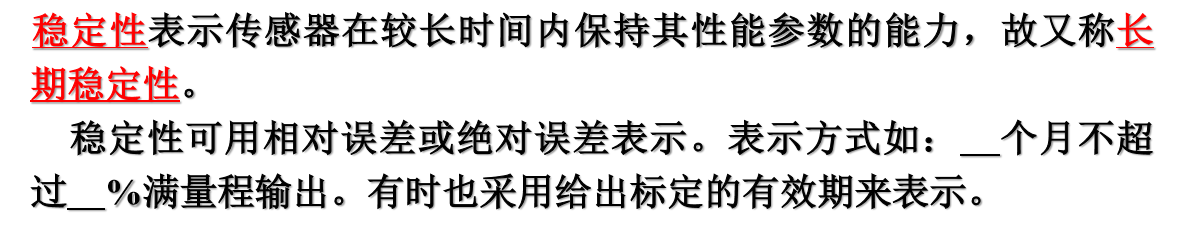 稳定性表示传感器在较长时间内保持其性能参数的能力，故又称长
期稳定性。
稳定性可用相对误差或绝对误差表示。表示方式如：__个月不超
过__%满量程输出。有时也采用给出标定的有效期来表示。